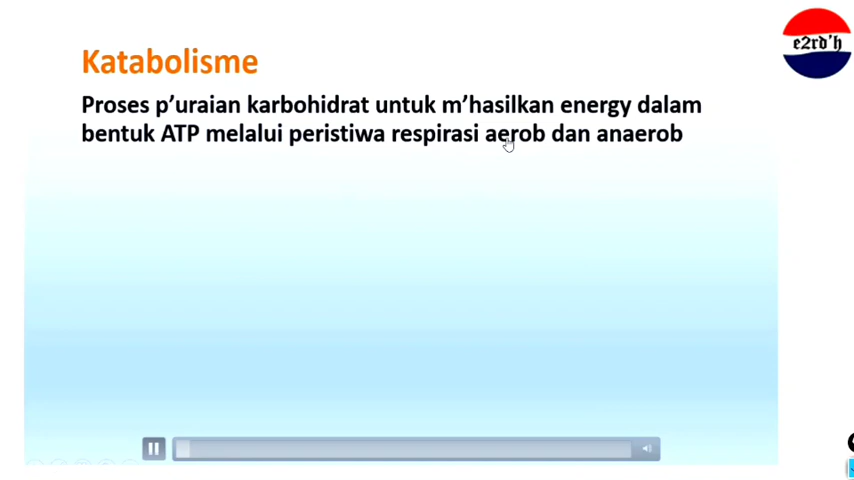 e2rd'h
Katabolisme
Proses p'uraian karbohidrat untuk m'hasilkan energy dalam
bentuk ATP melalui peristiwa respirasi aerob dan anaerob